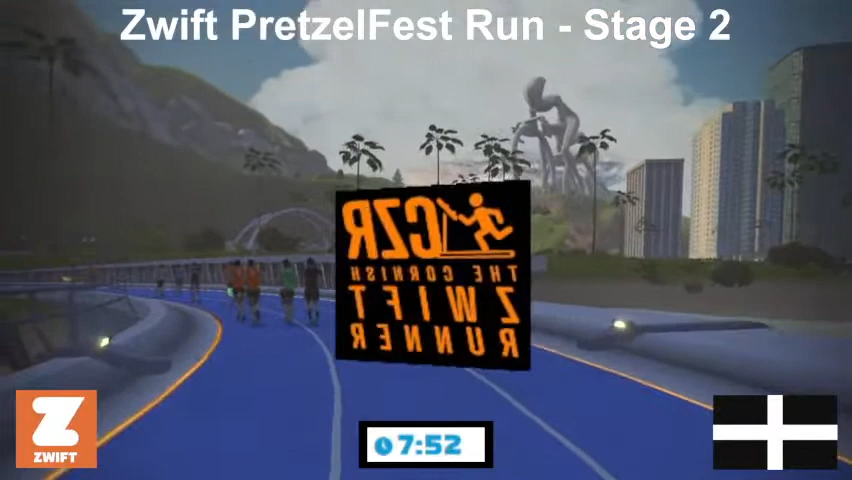 Zwift PretzelFest Run - Stage 2
CZR
THE CORNISH
ZWIFT
RUNNER
ZWIFT
7:52